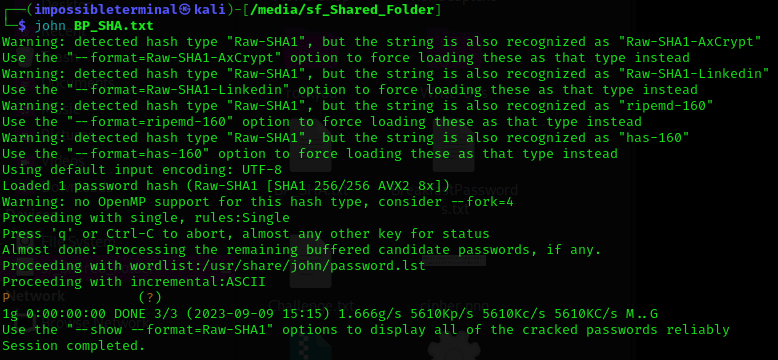 ┌──(impossibleterminal㉿kali)-[/media/sf_Shared_Folder]
└─$ john BP_SHA.txt
Warning: detected hash type "Raw-SHA1", but the string is also recognized as "Raw-SHA1-AxCrypt"
Use the "--format=Raw-SHA1-AxCrypt" option to force loading these as that type instead
Warning: detected hash type "Raw-SHA1", but the string is also recognized as "Raw-SHA1-Linkedin"
Use the "--format=Raw-SHA1-Linkedin" option to force loading these as that type instead
Warning: detected hash type "Raw-SHA1", but the string is also recognized as "ripemd-160"
Use the "--format=ripemd-160" option to force loading these as that type instead
Warning: detected hash type "Raw-SHA1", but the string is also recognized as "has-160"
Use the "--format=has-160" option to force loading these as that type instead
Using default input encoding: UTF-8
Loaded 1 password hash (Raw-SHA1 [SHA1 256/256 AVX2 8x])
Warning: no OpenMP support for this hash type, consider --fork=4
Proceeding with single, rules:Single
Press 'q' or Ctrl-C to abort, almost any other key for status
Almost done: Processing the remaining buffered candidate passwords, if any.
Proceeding with wordlist:/usr/share/john/password.lst
Proceeding with incremental:ASCII
P (?)
1g 0:00:00:00 DONE 3/3 (2023-09-09 15:15) 1.666g/s 5610Kp/s 5610Kc/s 5610KC/s M..G
Use the "--show --format=Raw-SHA1" options to display all of the cracked passwords reliably
Session completed.
Network
Challenge.txt
cipher.png